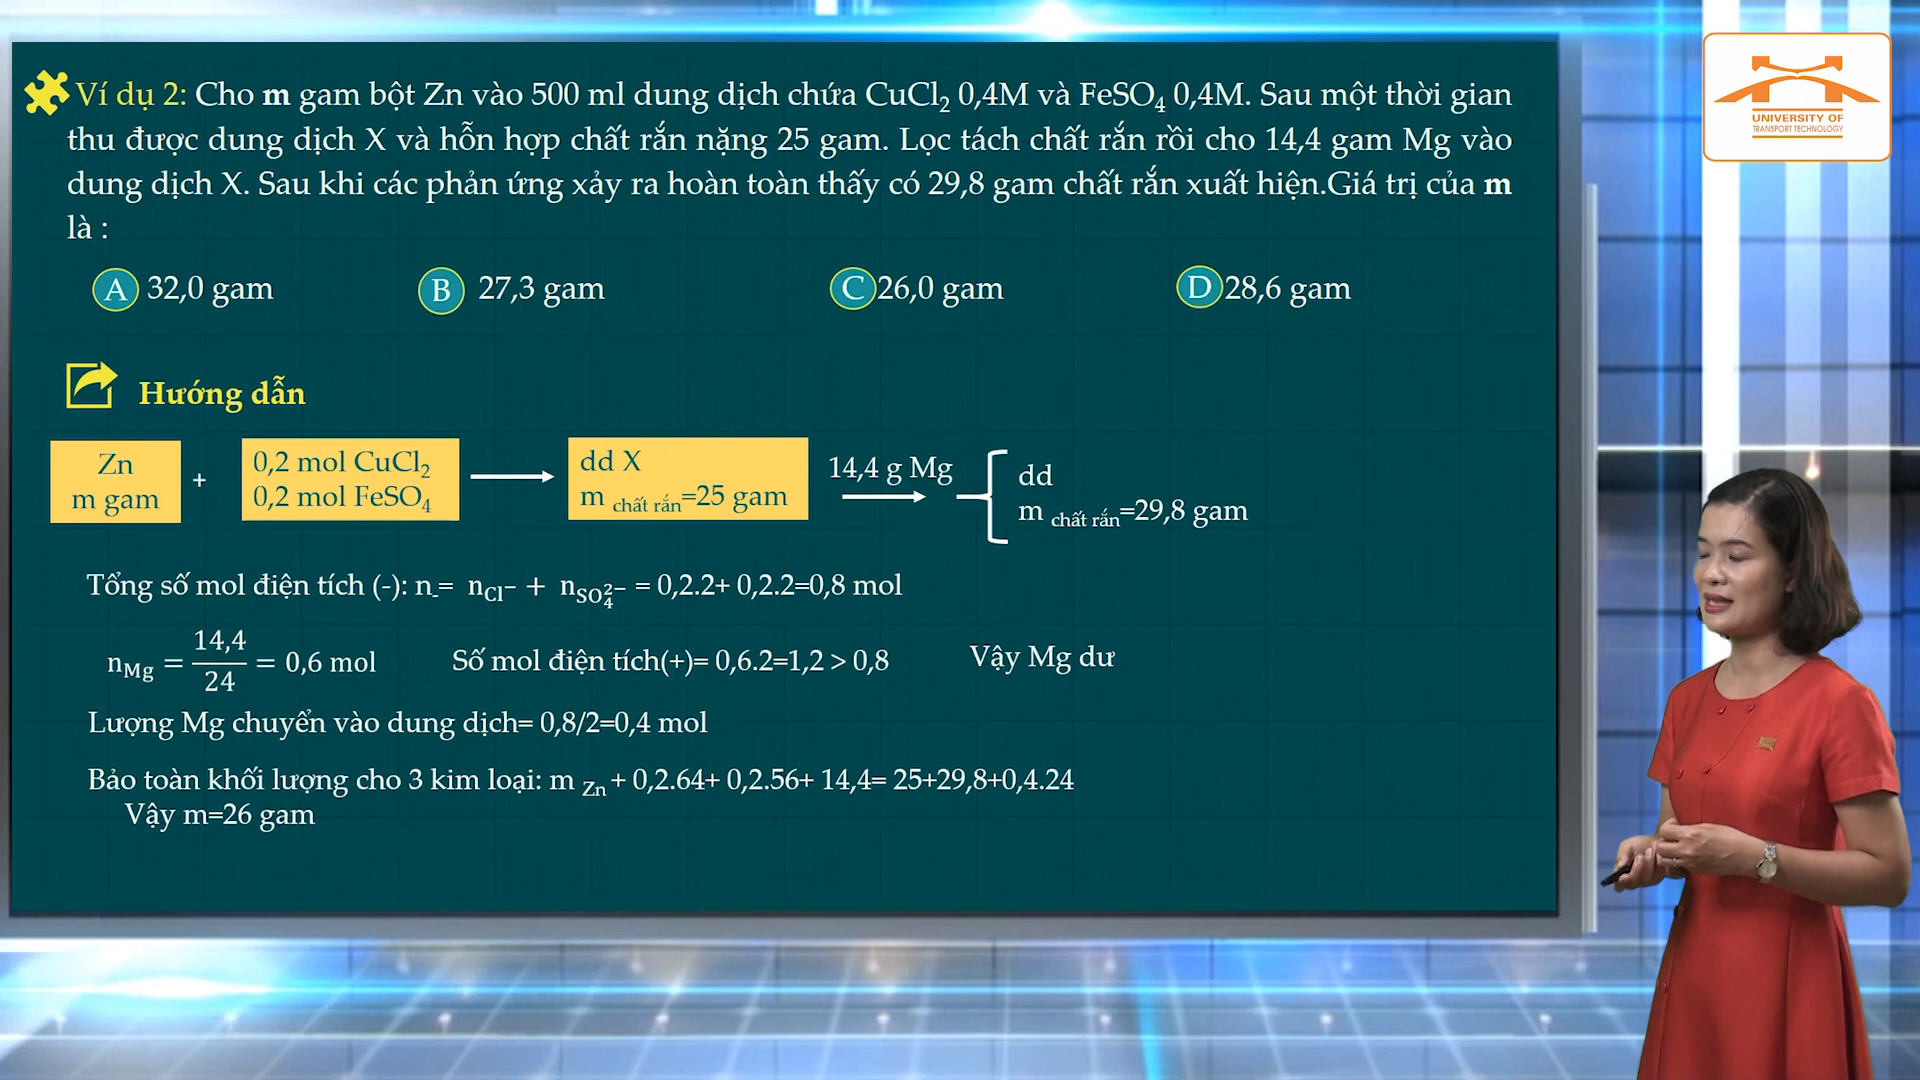 Ví dụ 2: Cho m gam bột Zn vào 500 ml dung dịch chứa CuCl₂ 0,4M và FeSO₄ 0,4M. Sau một thời gian
thu được dung dịch X và hỗn hợp chất rắn nặng 25 gam. Lọc tách chất rắn rồi cho 14,4 gam Mg vào
dung dịch X. Sau khi các phản ứng xảy ra hoàn toàn thấy có 29,8 gam chất rắn xuất hiện.Giá trị của m
là :
A 32,0 gam B 27,3 gam C 26,0 gam D 28,6 gam
Hướng dẫn
Zn
m gam
+
0,2 mol CuCl₂
0,2 mol FeSO₄
dd X
m chất rắn=25 gam
14,4 g Mg
dd
m chất rắn=29,8 gam
Tổng số mol điện tích (-): n₋= n_Cl⁻ + n_SO₄²⁻ = 0,2.2+ 0,2.2=0,8 mol
n_Mg = 14,4/24 = 0,6 mol Số mol điện tích(+)= 0,6.2=1,2 > 0,8 Vậy Mg dư
Lượng Mg chuyển vào dung dịch= 0,8/2=0,4 mol
Bảo toàn khối lượng cho 3 kim loại: m Zn + 0,2.64+ 0,2.56+ 14,4= 25+29,8+0,4.24
Vậy m=26 gam
UNIVERSITY OF
TRANSPORT TECHNOLOGY